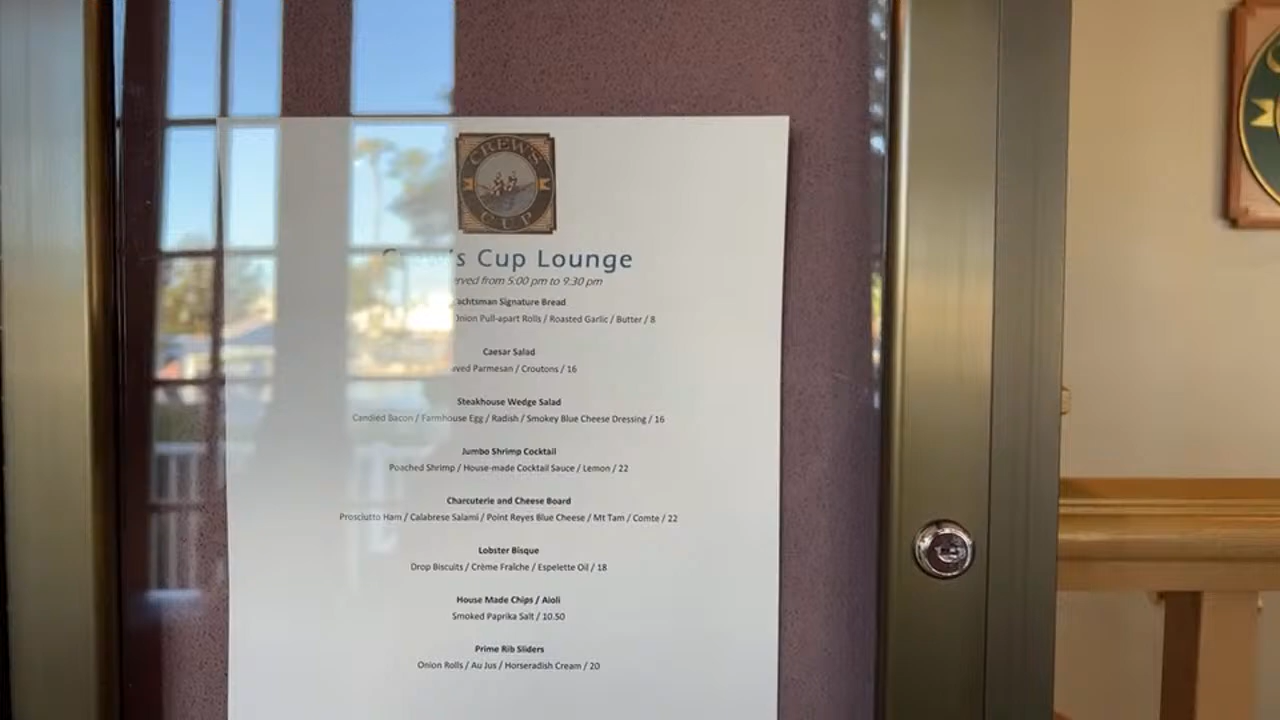 CREW'S
CUP
Crew's Cup Lounge
from 5:00 pm to 9:30 pm
Yachtsman Signature Bread
Onion Pull-apart Rolls / Roasted Garlic / Butter / 8
Caesar Salad
Parmesan / Croutons / 16
Steakhouse Wedge Salad
Candied Bacon / Farmhouse Egg / Radish / Smokey Blue Cheese Dressing / 16
Jumbo Shrimp Cocktail
Poached Shrimp / House-made Cocktail Sauce / Lemon / 22
Charcuterie and Cheese Board
Prosciutto Ham / Calabrese Salami / Point Reyes Blue Cheese / Mt Tam / Comte / 22
Lobster Bisque
Drop Biscuits / Crème Fraîche / Espelette Oil / 18
House Made Chips / Aioli
Smoked Paprika Salt / 10.50
Prime Rib Sliders
Onion Rolls / Au Jus / Horseradish Cream / 20